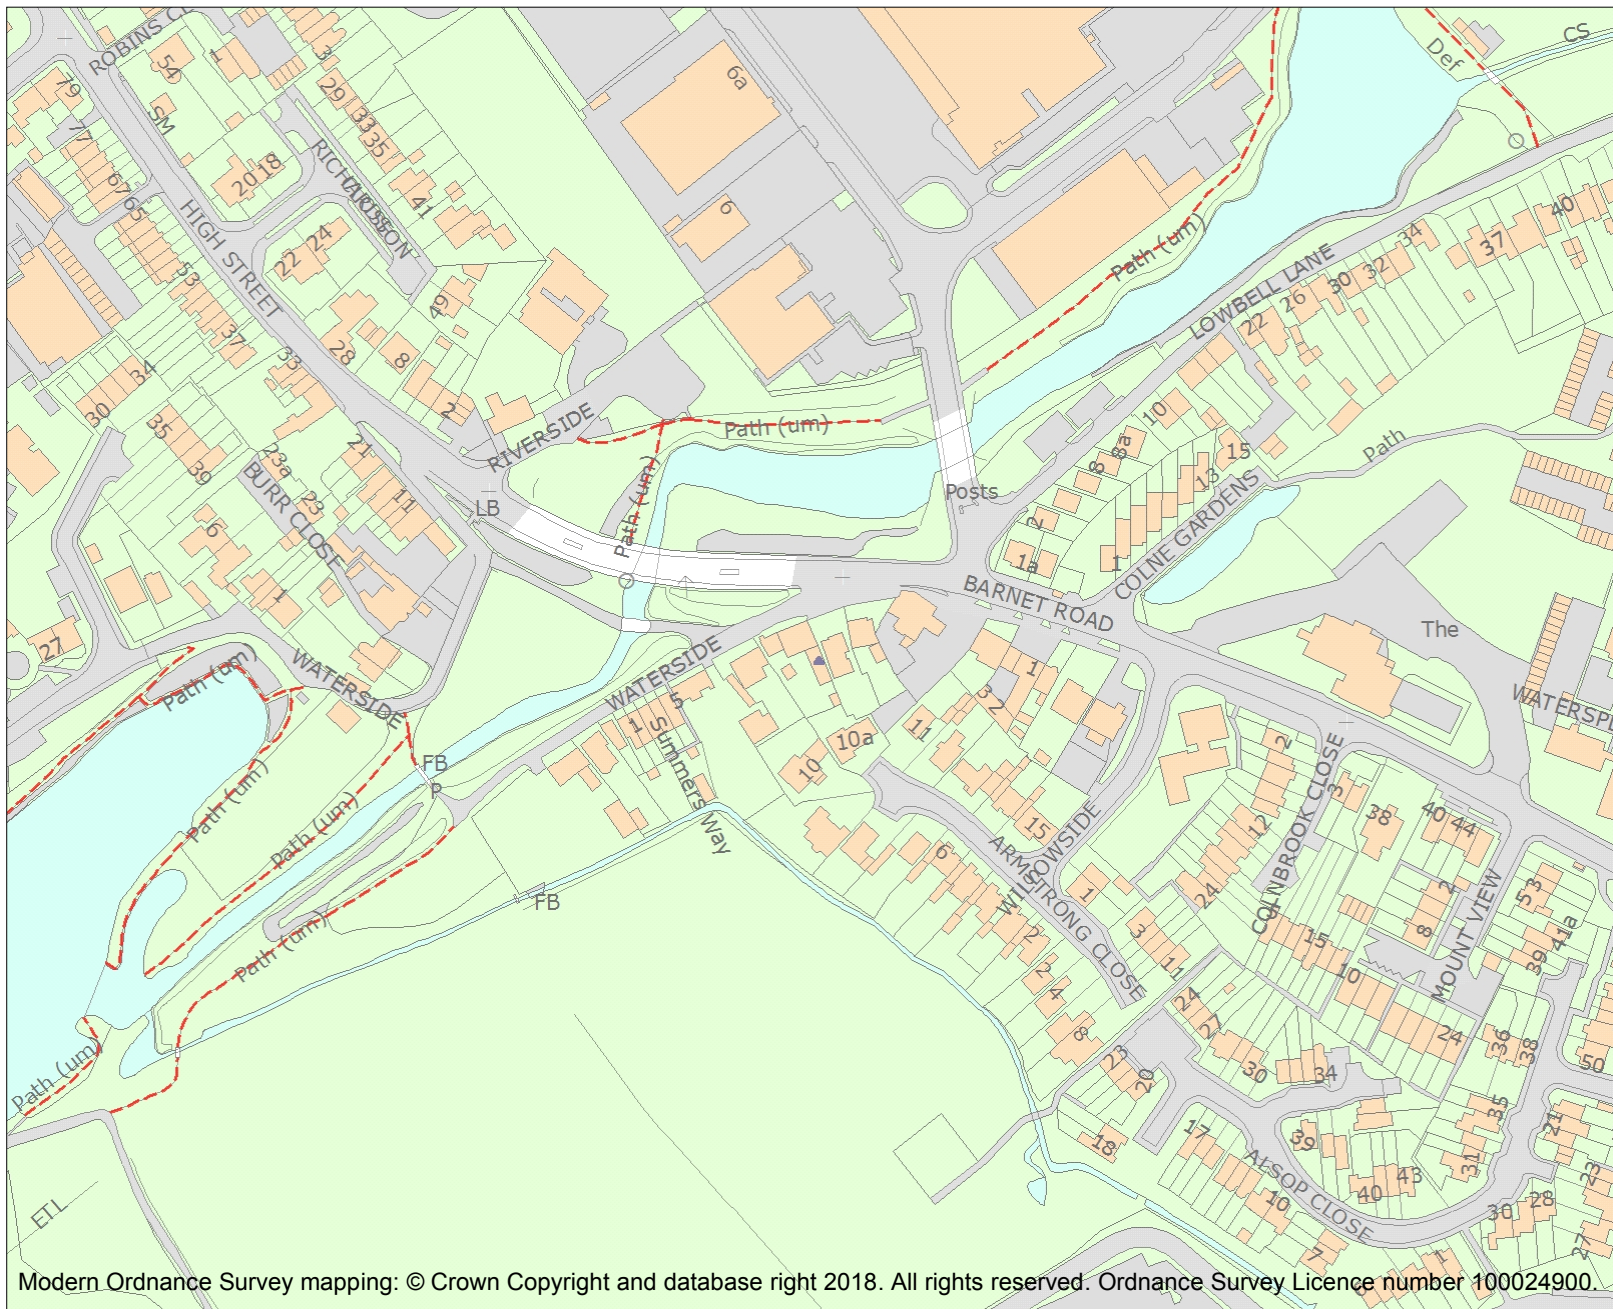 ROBINS CL
54
1
3
29
33
35
6a
Def
CS
79
77
SM
67
65
20
18
RICHARDSON
41
6
40
37
34
HIGH STREET
22
24
53
37
49
28
8
33
34
30
2
Path (um)
LOWBELL LANE
32
30
26
22
35
39
23a
23
21
11
BURR CLOSE
RIVERSIDE
Path (um)
Path (um)
LB
Posts
10
8a
8
2
1a
15
13
1
COLNE GARDENS
Path
6
1
27
BARNET ROAD
The
WATERSIDE
Path (um)
WATERSIDE
1
5
Summers Way
10a
10
11
3
2
1
WATERSPL
FB
P
Path (um)
Path (um)
Path (um)
FB
15
WILLOWSIDE
ARMSTRONG CLOSE
6
2
2
4
8
1
3
11
2
3
12
24
COLNBROOK CLOSE
38
40
44
2
8
MOUNT VIEW
53
41a
39
15
10
24
36
38
50
24
27
30
34
23
20
18
17
39
35
31
21
23
ALSOP CLOSE
10
7
40
43
30
28
27
1
Path (um)
ETL
Modern Ordnance Survey mapping: © Crown Copyright and database right 2018. All rights reserved. Ordnance Survey Licence number 100024900.